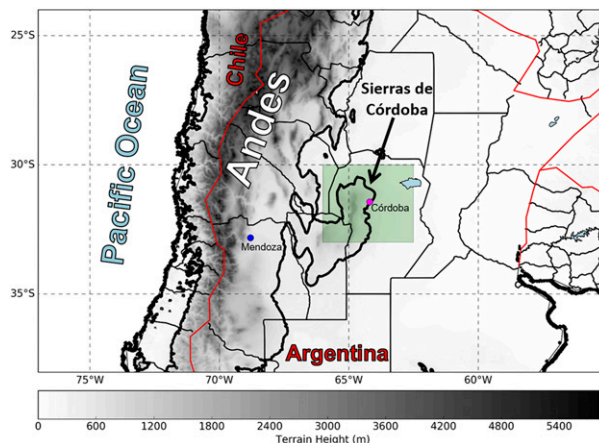 25°S
30°S
35°S
Pacific Ocean
Chile
Andes
Sierras de
Córdoba
Córdoba
Mendoza
Argentina
75°W
70°W
65°W
60°W
0
600
1200
1800
2400
3000
3600
4200
4800
5400
Terrain Height (m)